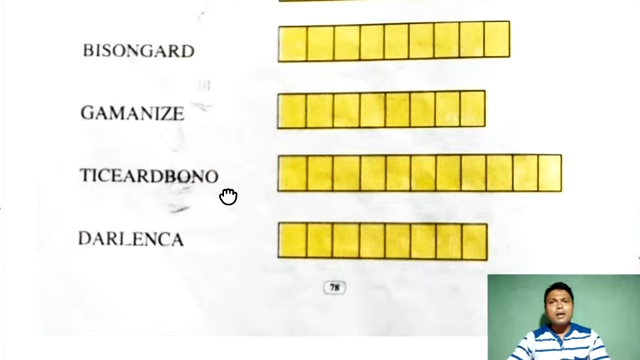 BISONGARD
GAMANIZE
TICEARDBONO
DARLENCA
78